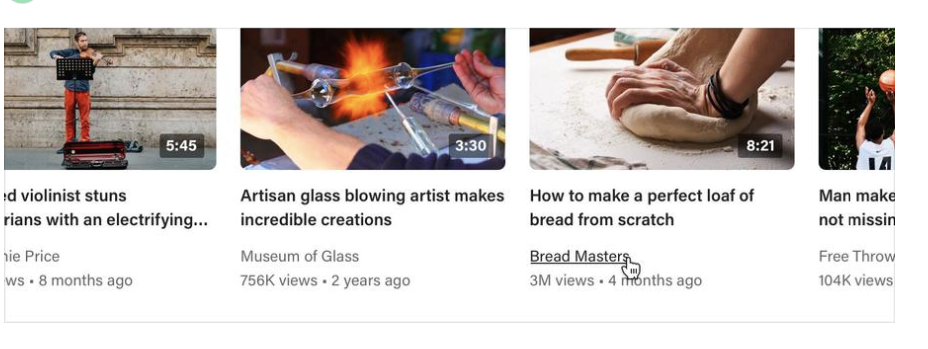 5:45
3:30
8:21
14
ed violinist stuns
rians with an electrifying...
nie Price
ws • 8 months ago
Artisan glass blowing artist makes
incredible creations
Museum of Glass
756K views • 2 years ago
How to make a perfect loaf of
bread from scratch
Bread Masters
3M views • 4 months ago
Man make
not missin
Free Throw
104K views